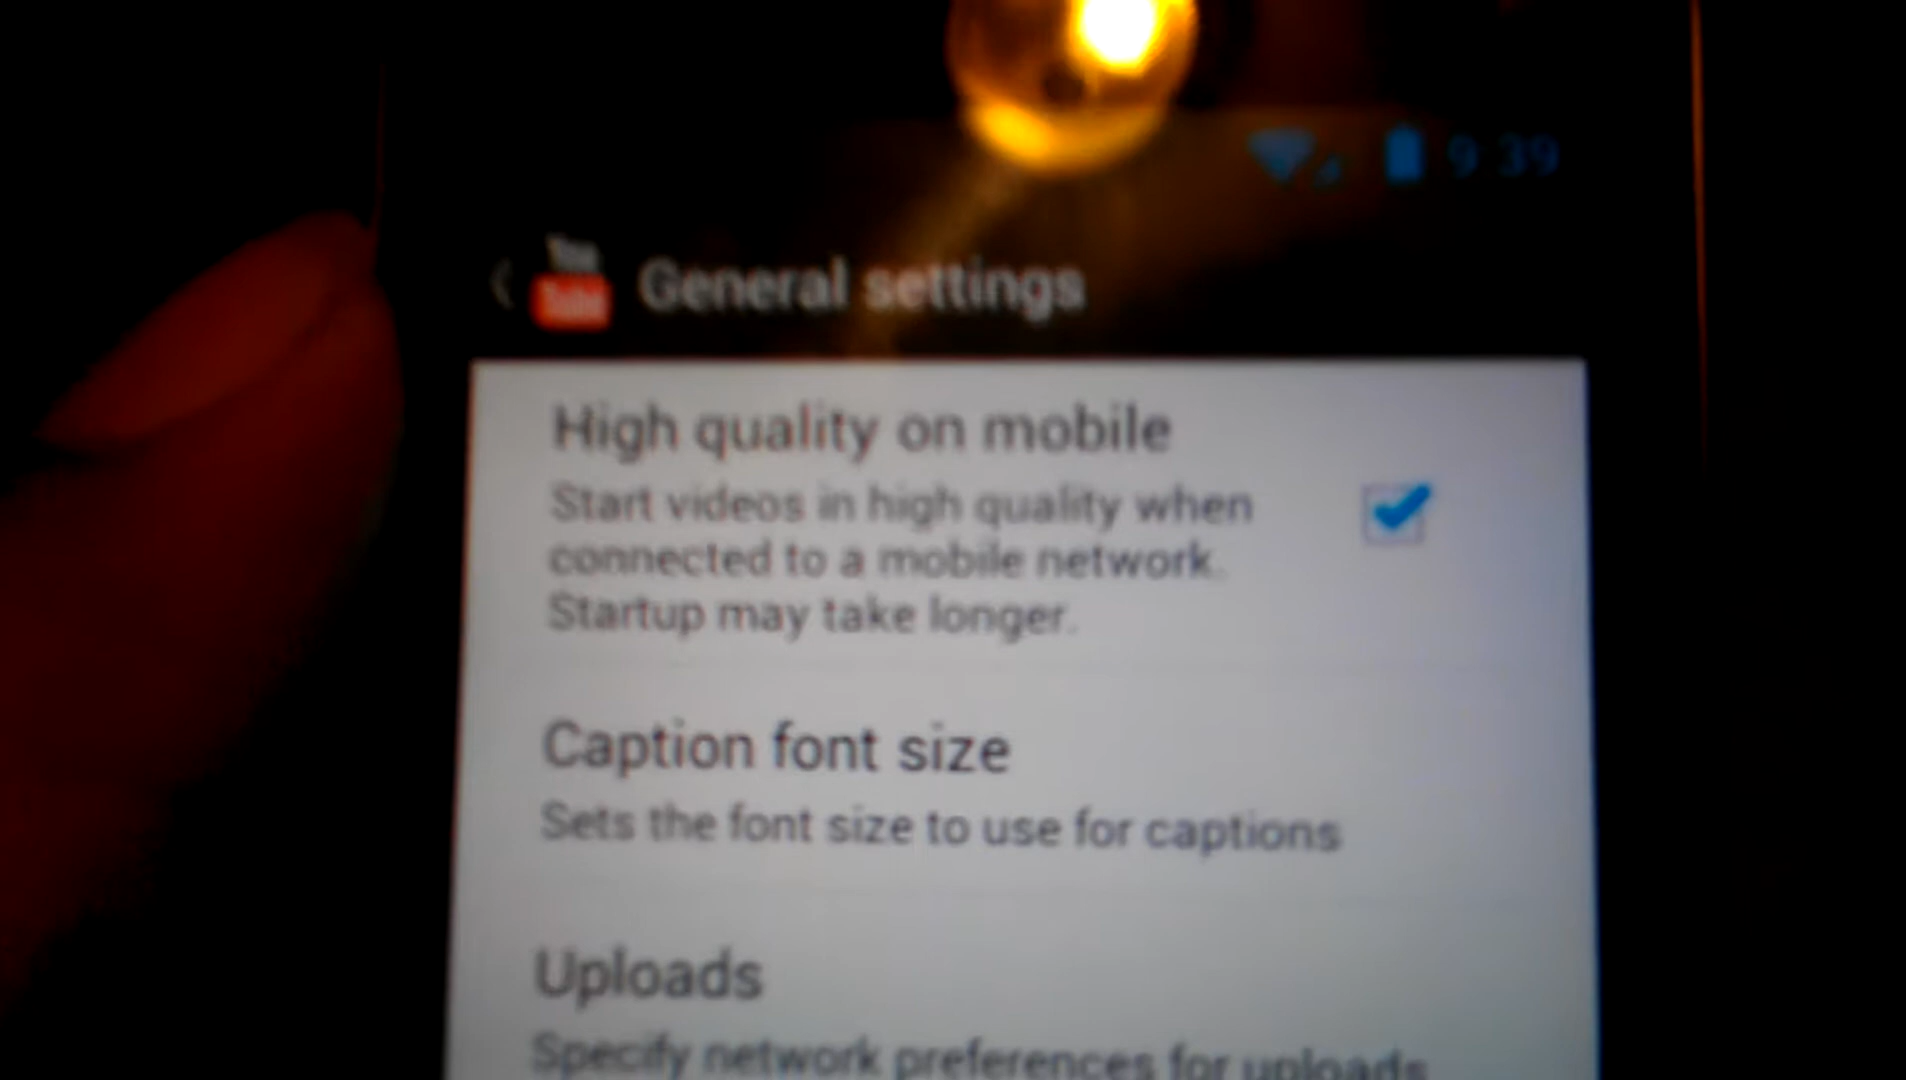 9:39
You
Tube
General settings
High quality on mobile
Start videos in high quality when
connected to a mobile network.
Startup may take longer.
Caption font size
Sets the font size to use for captions
Uploads
Specify network preferences for uploads